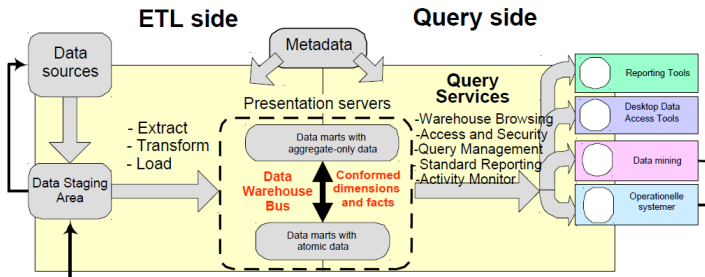 ETL side
Query side
Metadata
Data
sources
Presentation servers
Query
Services
- Extract
- Transform
- Load
Data Staging
Area
Data marts with
aggregate-only data
Data
Warehouse
Bus
Conformed
dimensions
and facts
Data marts with
atomic data
-Warehouse Browsing
-Access and Security
-Query Management
-Standard Reporting
-Activity Monitor
Reporting Tools
Desktop Data
Access Tools
Data mining
Operationelle
systemer